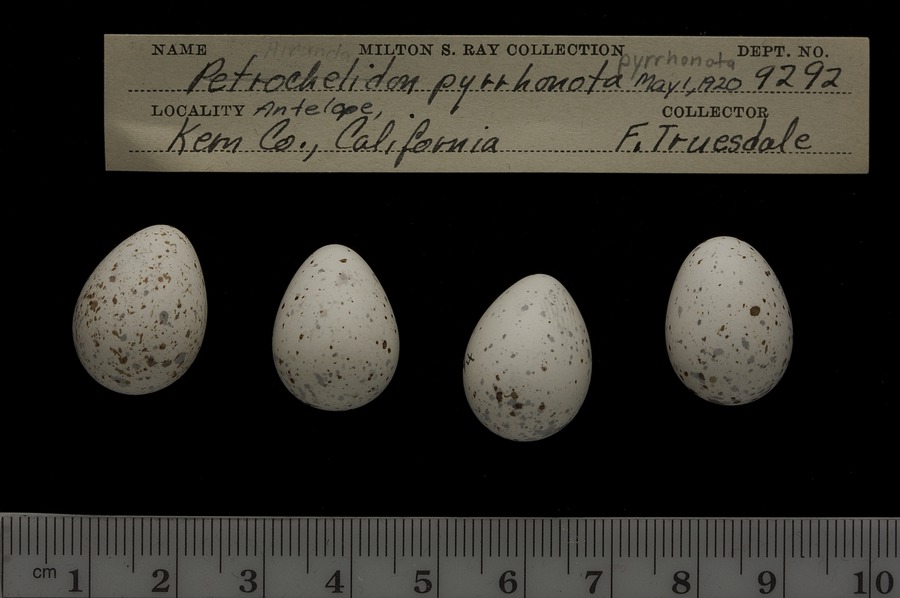 NAME Hirundo MILTON S. RAY COLLECTION pyrrhonota DEPT. NO.
Petrochelidon pyrrhonota May 1, 1920 9292
LOCALITY Antelope, COLLECTOR
Kern Co., California F. Truesdale
xx
cm 1 2 3 4 5 6 7 8 9 10